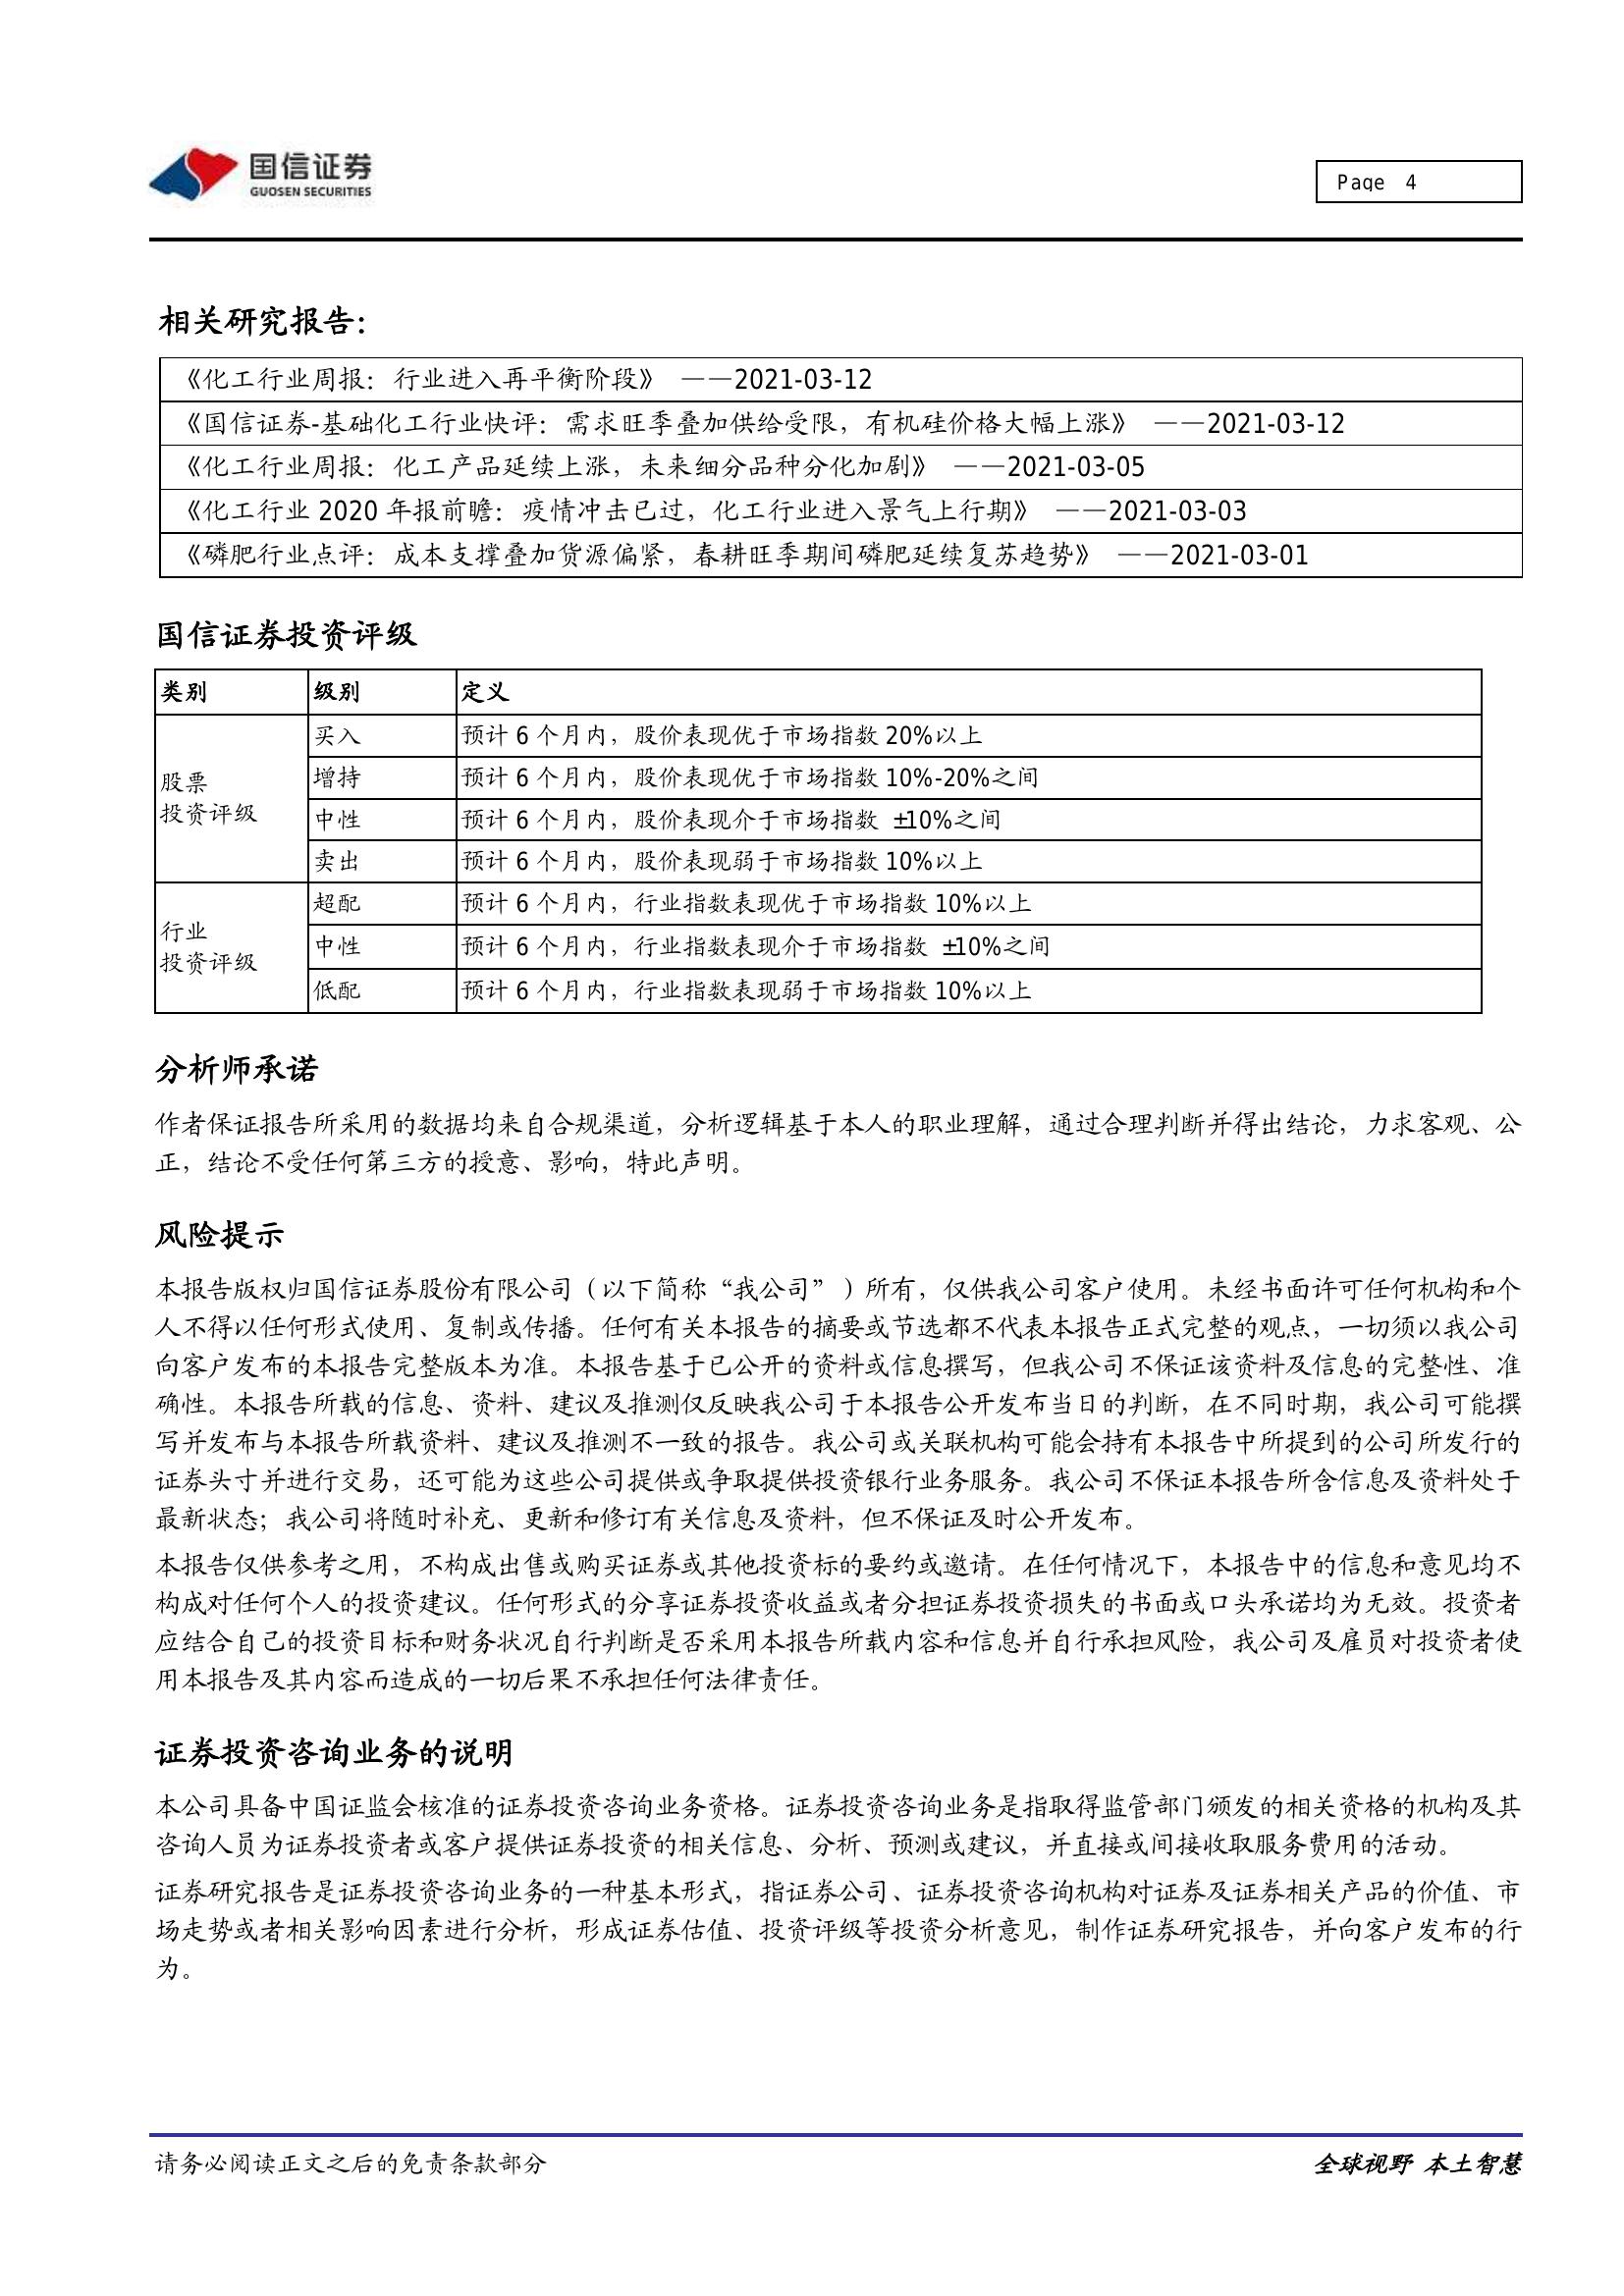 国信证券
GUOSEN SECURITIES
Page 4
相关研究报告:
《化工行业周报：行业进入再平衡阶段》 ——2021-03-12
《国信证券-基础化工行业快评：需求旺季叠加供给受限，有机硅价格大幅上涨》 ——2021-03-12
《化工行业周报：化工产品延续上涨，未来细分品种分化加剧》 ——2021-03-05
《化工行业 2020 年报前瞻：疫情冲击已过，化工行业进入景气上行期》 ——2021-03-03
《磷肥行业点评：成本支撑叠加货源偏紧，春耕旺季期间磷肥延续复苏趋势》 ——2021-03-01
国信证券投资评级
类别 级别 定义
股票
投资评级
买入 预计 6 个月内，股价表现优于市场指数 20%以上
增持 预计 6 个月内，股价表现优于市场指数 10%-20%之间
中性 预计 6 个月内，股价表现介于市场指数 ±10%之间
卖出 预计 6 个月内，股价表现弱于市场指数 10%以上
行业
投资评级
超配 预计 6 个月内，行业指数表现优于市场指数 10%以上
中性 预计 6 个月内，行业指数表现介于市场指数 ±10%之间
低配 预计 6 个月内，行业指数表现弱于市场指数 10%以上
分析师承诺
作者保证报告所采用的数据均来自合规渠道，分析逻辑基于本人的职业理解，通过合理判断并得出结论，力求客观、公
正，结论不受任何第三方的授意、影响，特此声明。
风险提示
本报告版权归国信证券股份有限公司（以下简称“我公司”）所有，仅供我公司客户使用。未经书面许可任何机构和个
人不得以任何形式使用、复制或传播。任何有关本报告的摘要或节选都不代表本报告正式完整的观点，一切须以我公司
向客户发布的本报告完整版本为准。本报告基于已公开的资料或信息撰写，但我公司不保证该资料及信息的完整性、准
确性。本报告所载的信息、资料、建议及推测仅反映我公司于本报告公开发布当日的判断，在不同时期，我公司可能撰
写并发布与本报告所载资料、建议及推测不一致的报告。我公司或关联机构可能会持有本报告中所提到的公司所发行的
证券头寸并进行交易，还可能为这些公司提供或争取提供投资银行业务服务。我公司不保证本报告所含信息及资料处于
最新状态；我公司将随时补充、更新和修订有关信息及资料，但不保证及时公开发布。
本报告仅供参考之用，不构成出售或购买证券或其他投资标的要约或邀请。在任何情况下，本报告中的信息和意见均不
构成对任何个人的投资建议。任何形式的分享证券投资收益或者分担证券投资损失的书面或口头承诺均为无效。投资者
应结合自己的投资目标和财务状况自行判断是否采用本报告所载内容和信息并自行承担风险，我公司及雇员对投资者使
用本报告及其内容而造成的一切后果不承担任何法律责任。
证券投资咨询业务的说明
本公司具备中国证监会核准的证券投资咨询业务资格。证券投资咨询业务是指取得监管部门颁发的相关资格的机构及其
咨询人员为证券投资者或客户提供证券投资的相关信息、分析、预测或建议，并直接或间接收取服务费用的活动。
证券研究报告是证券投资咨询业务的一种基本形式，指证券公司、证券投资咨询机构对证券及证券相关产品的价值、市
场走势或者相关影响因素进行分析，形成证券估值、投资评级等投资分析意见，制作证券研究报告，并向客户发布的行
为。
请务必阅读正文之后的免责条款部分
全球视野 本土智慧